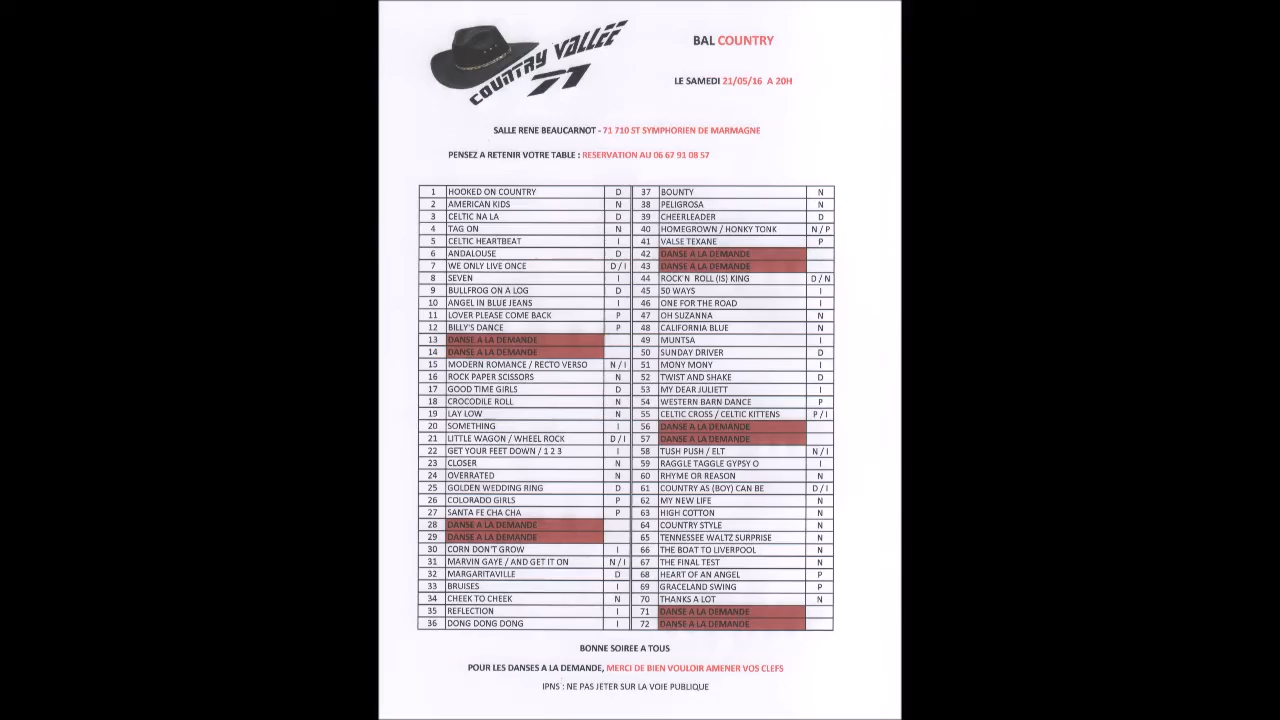 COUNTRY VALLÉE
71
BAL COUNTRY
LE SAMEDI 21/05/16 A 20H
SALLE RENE BEAUCARNOT - 71 710 ST SYMPHORIEN DE MARMAGNE
PENSEZ A RETENIR VOTRE TABLE : RESERVATION AU 06 67 91 08 57
1 HOOKED ON COUNTRY D
2 AMERICAN KIDS N
3 CELTIC NA LA D
4 TAG ON N
5 CELTIC HEARTBEAT I
6 ANDALOUSE D
7 WE ONLY LIVE ONCE D / I
8 SEVEN I
9 BULLFROG ON A LOG D
10 ANGEL IN BLUE JEANS I
11 LOVER PLEASE COME BACK P
12 BILLY'S DANCE P
13 DANSE A LA DEMANDE
14 DANSE A LA DEMANDE
15 MODERN ROMANCE / RECTO VERSO N / I
16 ROCK PAPER SCISSORS N
17 GOOD TIME GIRLS D
18 CROCODILE ROLL N
19 LAY LOW N
20 SOMETHING I
21 LITTLE WAGON / WHEEL ROCK D / I
22 GET YOUR FEET DOWN / 1 2 3 I
23 CLOSER N
24 OVERRATED N
25 GOLDEN WEDDING RING D
26 COLORADO GIRLS P
27 SANTA FE CHA CHA P
28 DANSE A LA DEMANDE
29 DANSE A LA DEMANDE
30 CORN DON'T GROW I
31 MARVIN GAYE / AND GET IT ON N / I
32 MARGARITAVILLE D
33 BRUISES I
34 CHEEK TO CHEEK N
35 REFLECTION I
36 DONG DONG DONG I
37 BOUNTY N
38 PELIGROSA N
39 CHEERLEADER D
40 HOMEGROWN / HONKY TONK N / P
41 VALSE TEXANE P
42 DANSE A LA DEMANDE
43 DANSE A LA DEMANDE
44 ROCK'N ROLL (IS) KING D / N
45 50 WAYS I
46 ONE FOR THE ROAD I
47 OH SUZANNA N
48 CALIFORNIA BLUE N
49 MUNTSA I
50 SUNDAY DRIVER D
51 MONY MONY I
52 TWIST AND SHAKE D
53 MY DEAR JULIETT I
54 WESTERN BARN DANCE P
55 CELTIC CROSS / CELTIC KITTENS P / I
56 DANSE A LA DEMANDE
57 DANSE A LA DEMANDE
58 TUSH PUSH / ELT N / I
59 RAGGLE TAGGLE GYPSY O I
60 RHYME OR REASON N
61 COUNTRY AS (BOY) CAN BE D / I
62 MY NEW LIFE N
63 HIGH COTTON N
64 COUNTRY STYLE N
65 TENNESSEE WALTZ SURPRISE N
66 THE BOAT TO LIVERPOOL N
67 THE FINAL TEST N
68 HEART OF AN ANGEL P
69 GRACELAND SWING P
70 THANKS A LOT N
71 DANSE A LA DEMANDE
72 DANSE A LA DEMANDE
BONNE SOIREE A TOUS
POUR LES DANSES A LA DEMANDE, MERCI DE BIEN VOULOIR AMENER VOS CLEFS
IPNS : NE PAS JETER SUR LA VOIE PUBLIQUE